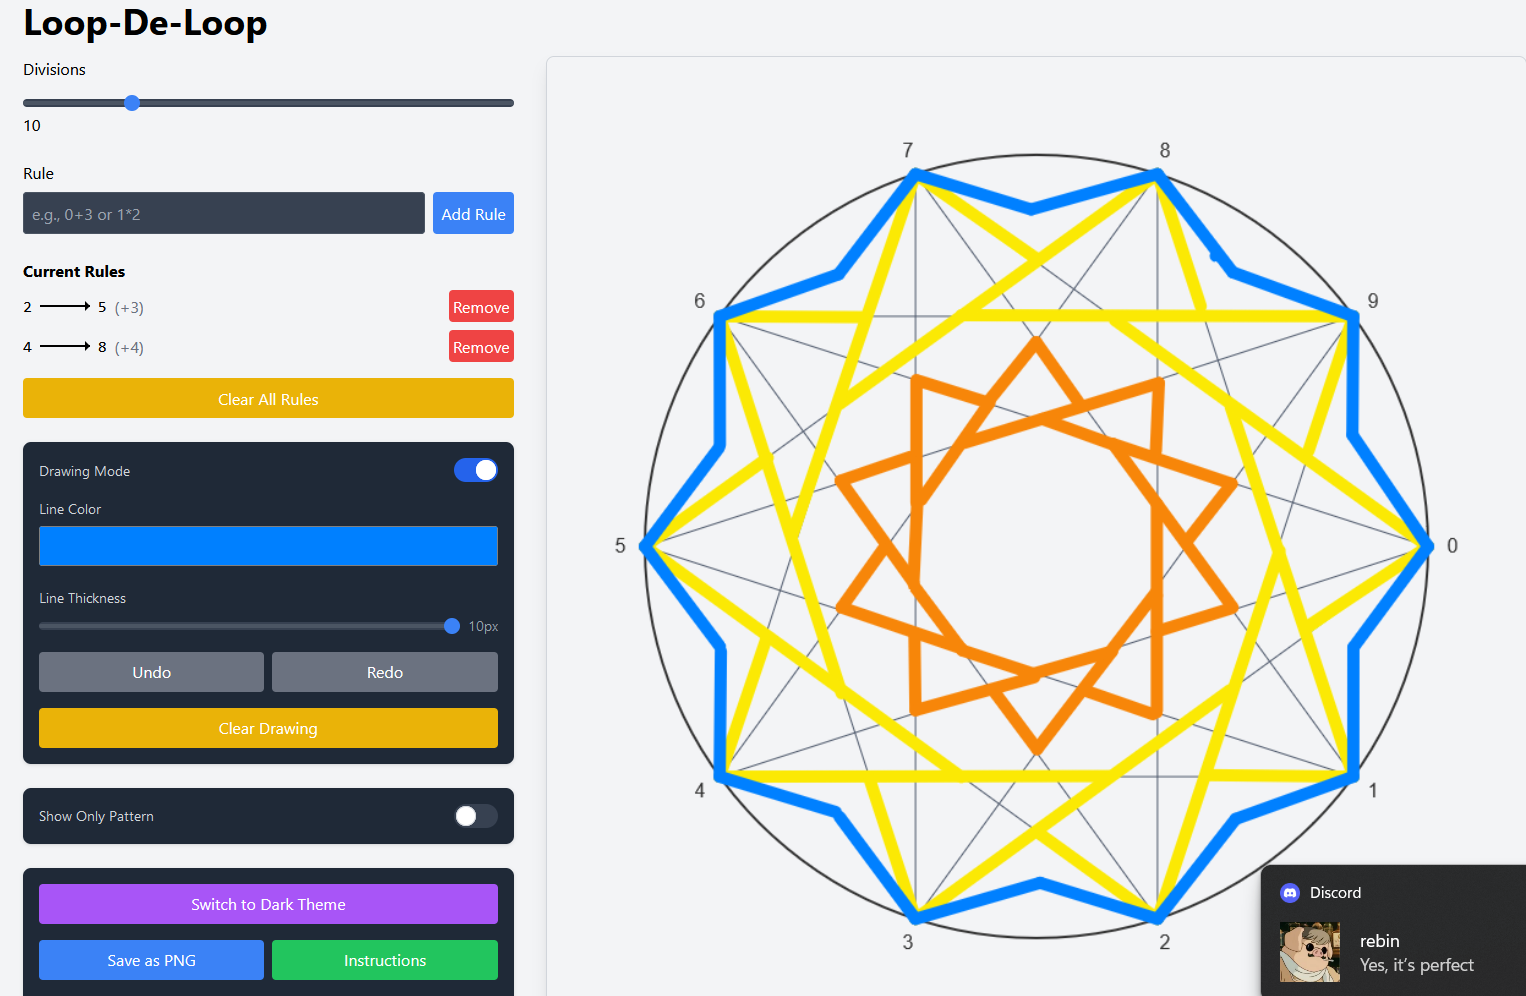 Loop-De-Loop
Divisions
10
Rule
e.g., 0+3 or 1*2
Add Rule
Current Rules
2 ⟶ 5 (+3)
Remove
4 ⟶ 8 (+4)
Remove
Clear All Rules
Drawing Mode
Line Color
Line Thickness
10px
Undo
Redo
Clear Drawing
Show Only Pattern
Switch to Dark Theme
Save as PNG
Instructions
7
8
6
9
5
0
4
1
3
2
Discord
rebin
Yes, it’s perfect